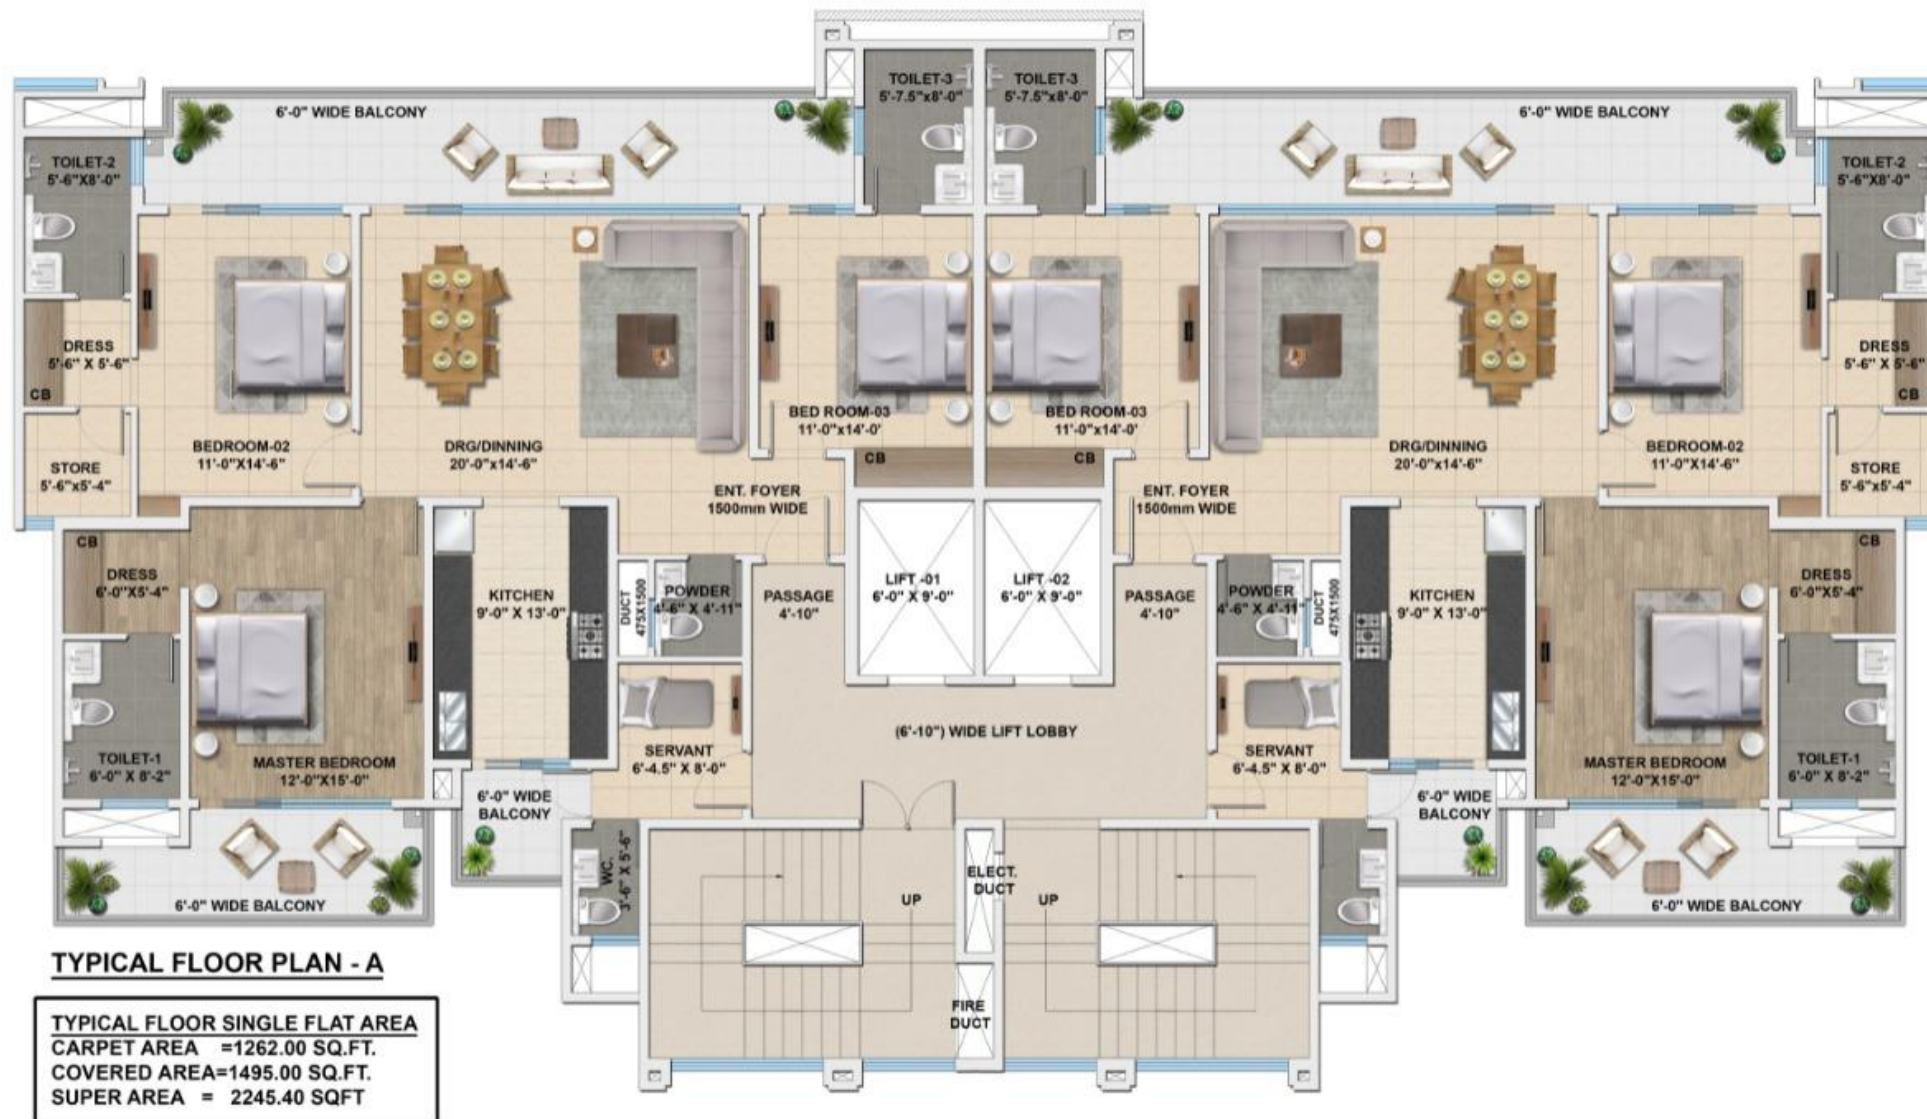 TOILET-3
5'-7.5"x8'-0"
TOILET-3
5'-7.5"x8'-0"
6'-0" WIDE BALCONY
6'-0" WIDE BALCONY
TOILET-2
5'-6"X8'-0"
TOILET-2
5'-6"X8'-0"
DRESS
5'-6" X 5'-6"
CB
DRESS
5'-6" X 5'-6"
CB
BED ROOM-03
11'-0"x14'-0'
BED ROOM-03
11'-0"x14'-0'
BEDROOM-02
11'-0"X14'-6"
DRG/DINNING
20'-0"x14'-6"
CB
CB
DRG/DINNING
20'-0"x14'-6"
BEDROOM-02
11'-0"X14'-6"
STORE
5'-6"x5'-4"
STORE
5'-6"x5'-4"
ENT. FOYER
1500mm WIDE
ENT. FOYER
1500mm WIDE
CB
CB
DRESS
6'-0"X5'-4"
KITCHEN
9'-0" X 13'-0"
DUCT
475X1500
POWDER
4'-6" X 4'-11"
PASSAGE
4'-10"
LIFT -01
6'-0" X 9'-0"
LIFT -02
6'-0" X 9'-0"
PASSAGE
4'-10"
POWDER
4'-6" X 4'-11"
DUCT
475X1500
KITCHEN
9'-0" X 13'-0"
DRESS
6'-0"X5'-4"
(6'-10") WIDE LIFT LOBBY
TOILET-1
6'-0" X 8'-2"
MASTER BEDROOM
12'-0"X15'-0"
SERVANT
6'-4.5" X 8'-0"
SERVANT
6'-4.5" X 8'-0"
MASTER BEDROOM
12'-0"X15'-0"
TOILET-1
6'-0" X 8'-2"
6'-0" WIDE
BALCONY
6'-0" WIDE
BALCONY
WC.
3'-6" X 5'-6"
ELECT.
DUCT
UP
UP
6'-0" WIDE BALCONY
6'-0" WIDE BALCONY
FIRE
DUCT
TYPICAL FLOOR PLAN - A
TYPICAL FLOOR SINGLE FLAT AREA
CARPET AREA =1262.00 SQ.FT.
COVERED AREA=1495.00 SQ.FT.
SUPER AREA = 2245.40 SQFT